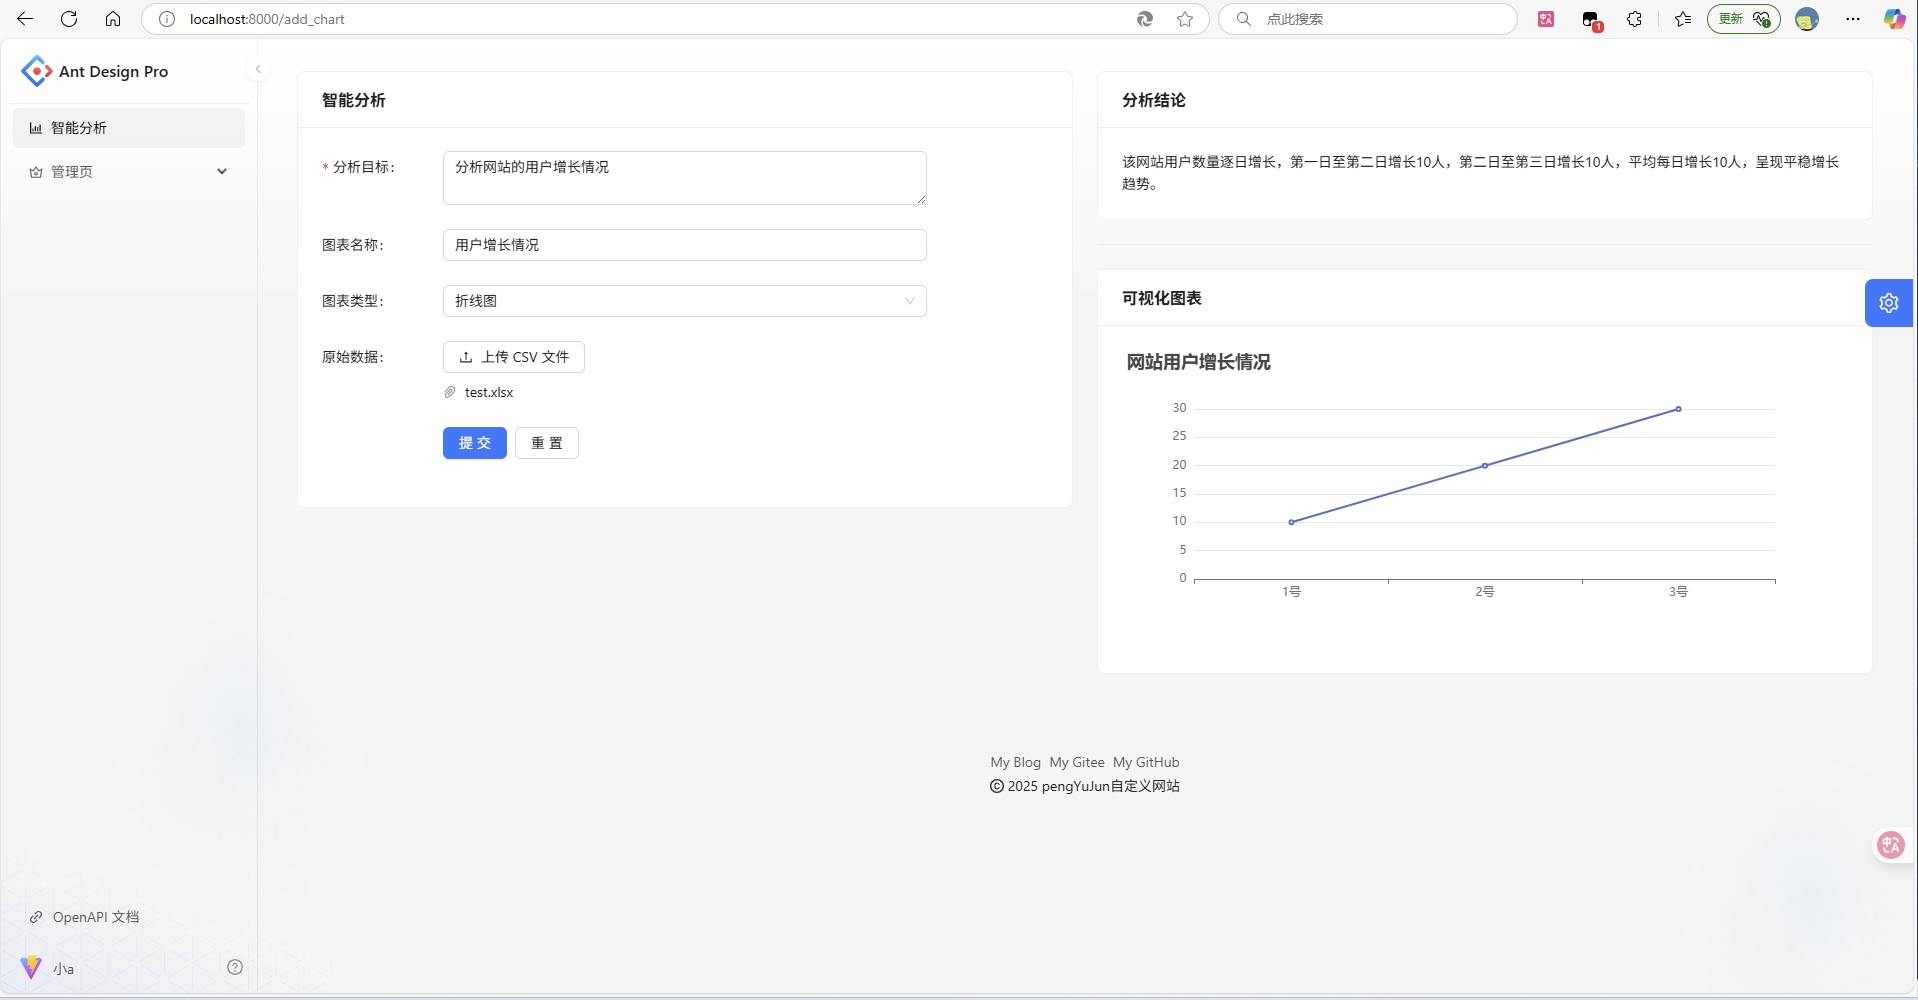 localhost:8000/add_chart
点此搜索
1
更新
Ant Design Pro
智能分析
管理页
OpenAPI 文档
小a
智能分析
* 分析目标:
分析网站的用户增长情况
图表名称:
用户增长情况
图表类型:
折线图
原始数据:
上传 CSV 文件
test.xlsx
提 交
重 置
分析结论
该网站用户数量逐日增长，第一日至第二日增长10人，第二日至第三日增长10人，平均每日增长10人，呈现平稳增长
趋势。
可视化图表
网站用户增长情况
30
25
20
15
10
5
0
1号
2号
3号
My Blog My Gitee My GitHub
© 2025 pengYuJun自定义网站